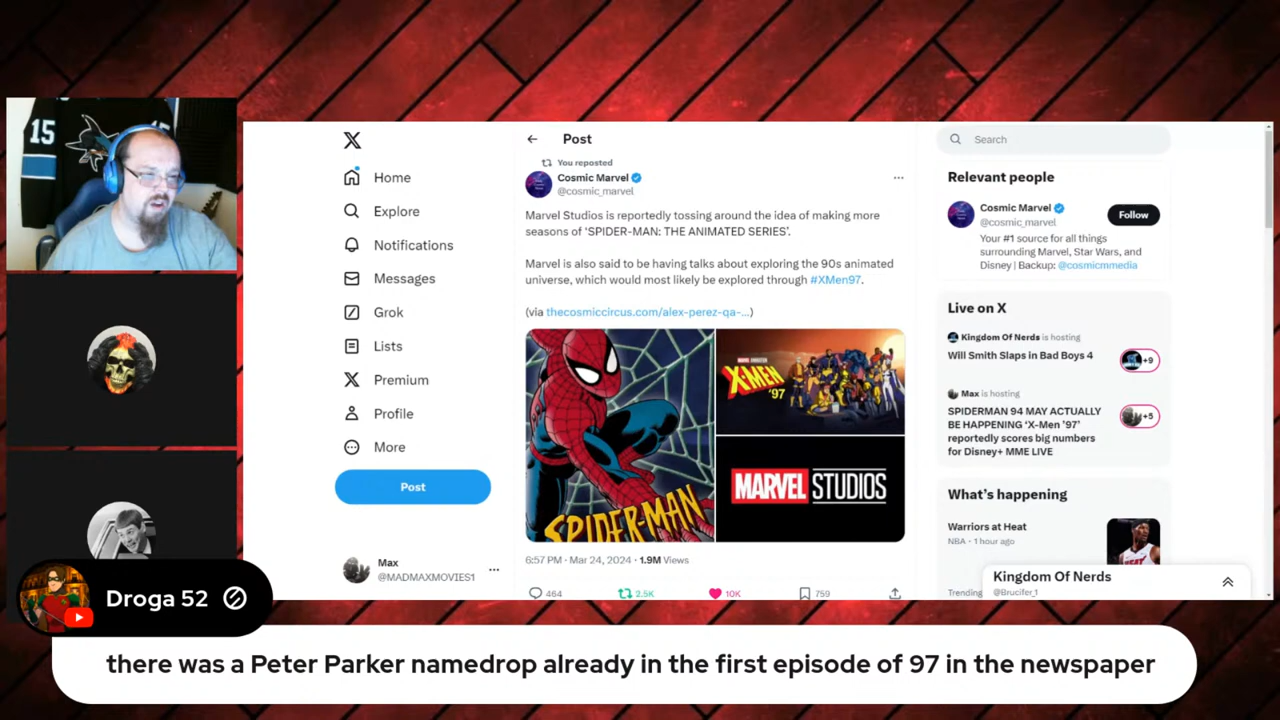 15
X
Home
Explore
Notifications
Messages
Grok
Lists
Premium
Profile
More
Post
Max
@MADMAXMOVIES1
Post
You reposted
Cosmic Marvel
@cosmic_marvel
Marvel Studios is reportedly tossing around the idea of making more
seasons of ‘SPIDER-MAN: THE ANIMATED SERIES’.
Marvel is also said to be having talks about exploring the 90s animated
universe, which would most likely be explored through #XMen97.
(via thecosmiccircus.com/alex-perez-qa-...)
SPIDER-MAN
X-MEN
'97
MARVEL STUDIOS
6:57 PM · Mar 24, 2024 · 1.9M Views
464
2.5K
10K
759
Search
Relevant people
Cosmic Marvel
@cosmic_marvel
Follow
Your #1 source for all things
surrounding Marvel, Star Wars, and
Disney | Backup: @cosmicmmedia
Live on X
Kingdom Of Nerds is hosting
Will Smith Slaps in Bad Boys 4
+9
Max is hosting
SPIDERMAN 94 MAY ACTUALLY
BE HAPPENING ‘X-Men ’97’
reportedly scores big numbers
for Disney+ MME LIVE
+5
What’s happening
Warriors at Heat
NBA · 1 hour ago
Trending
Kingdom Of Nerds
@Brucifer_1
Droga 52
there was a Peter Parker namedrop already in the first episode of 97 in the newspaper